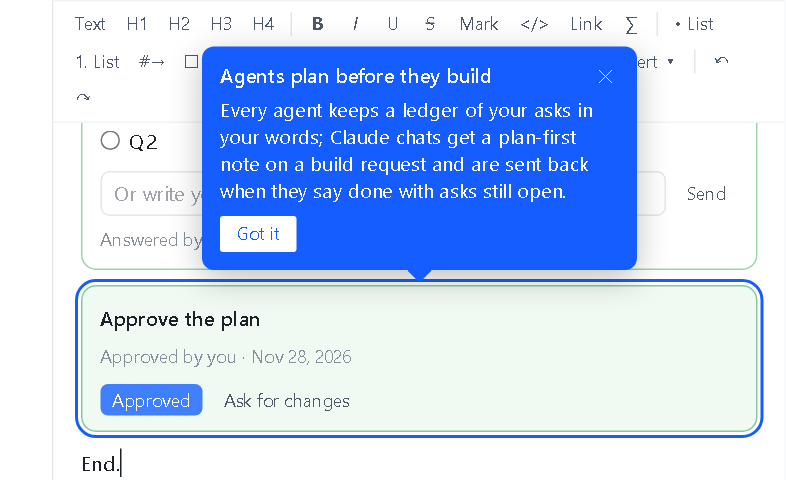 Text H1 H2 H3 H4 B I U S Mark </> Link ∑ • List
1. List #→ ☐ ert ▾ ↶
↷
Agents plan before they build
Every agent keeps a ledger of your asks in
your words; Claude chats get a plan-first
note on a build request and are sent back
when they say done with asks still open.
Got it
Q2
Or write Send
Answered by
Approve the plan
Approved by you · Nov 28, 2026
Approved Ask for changes
End.